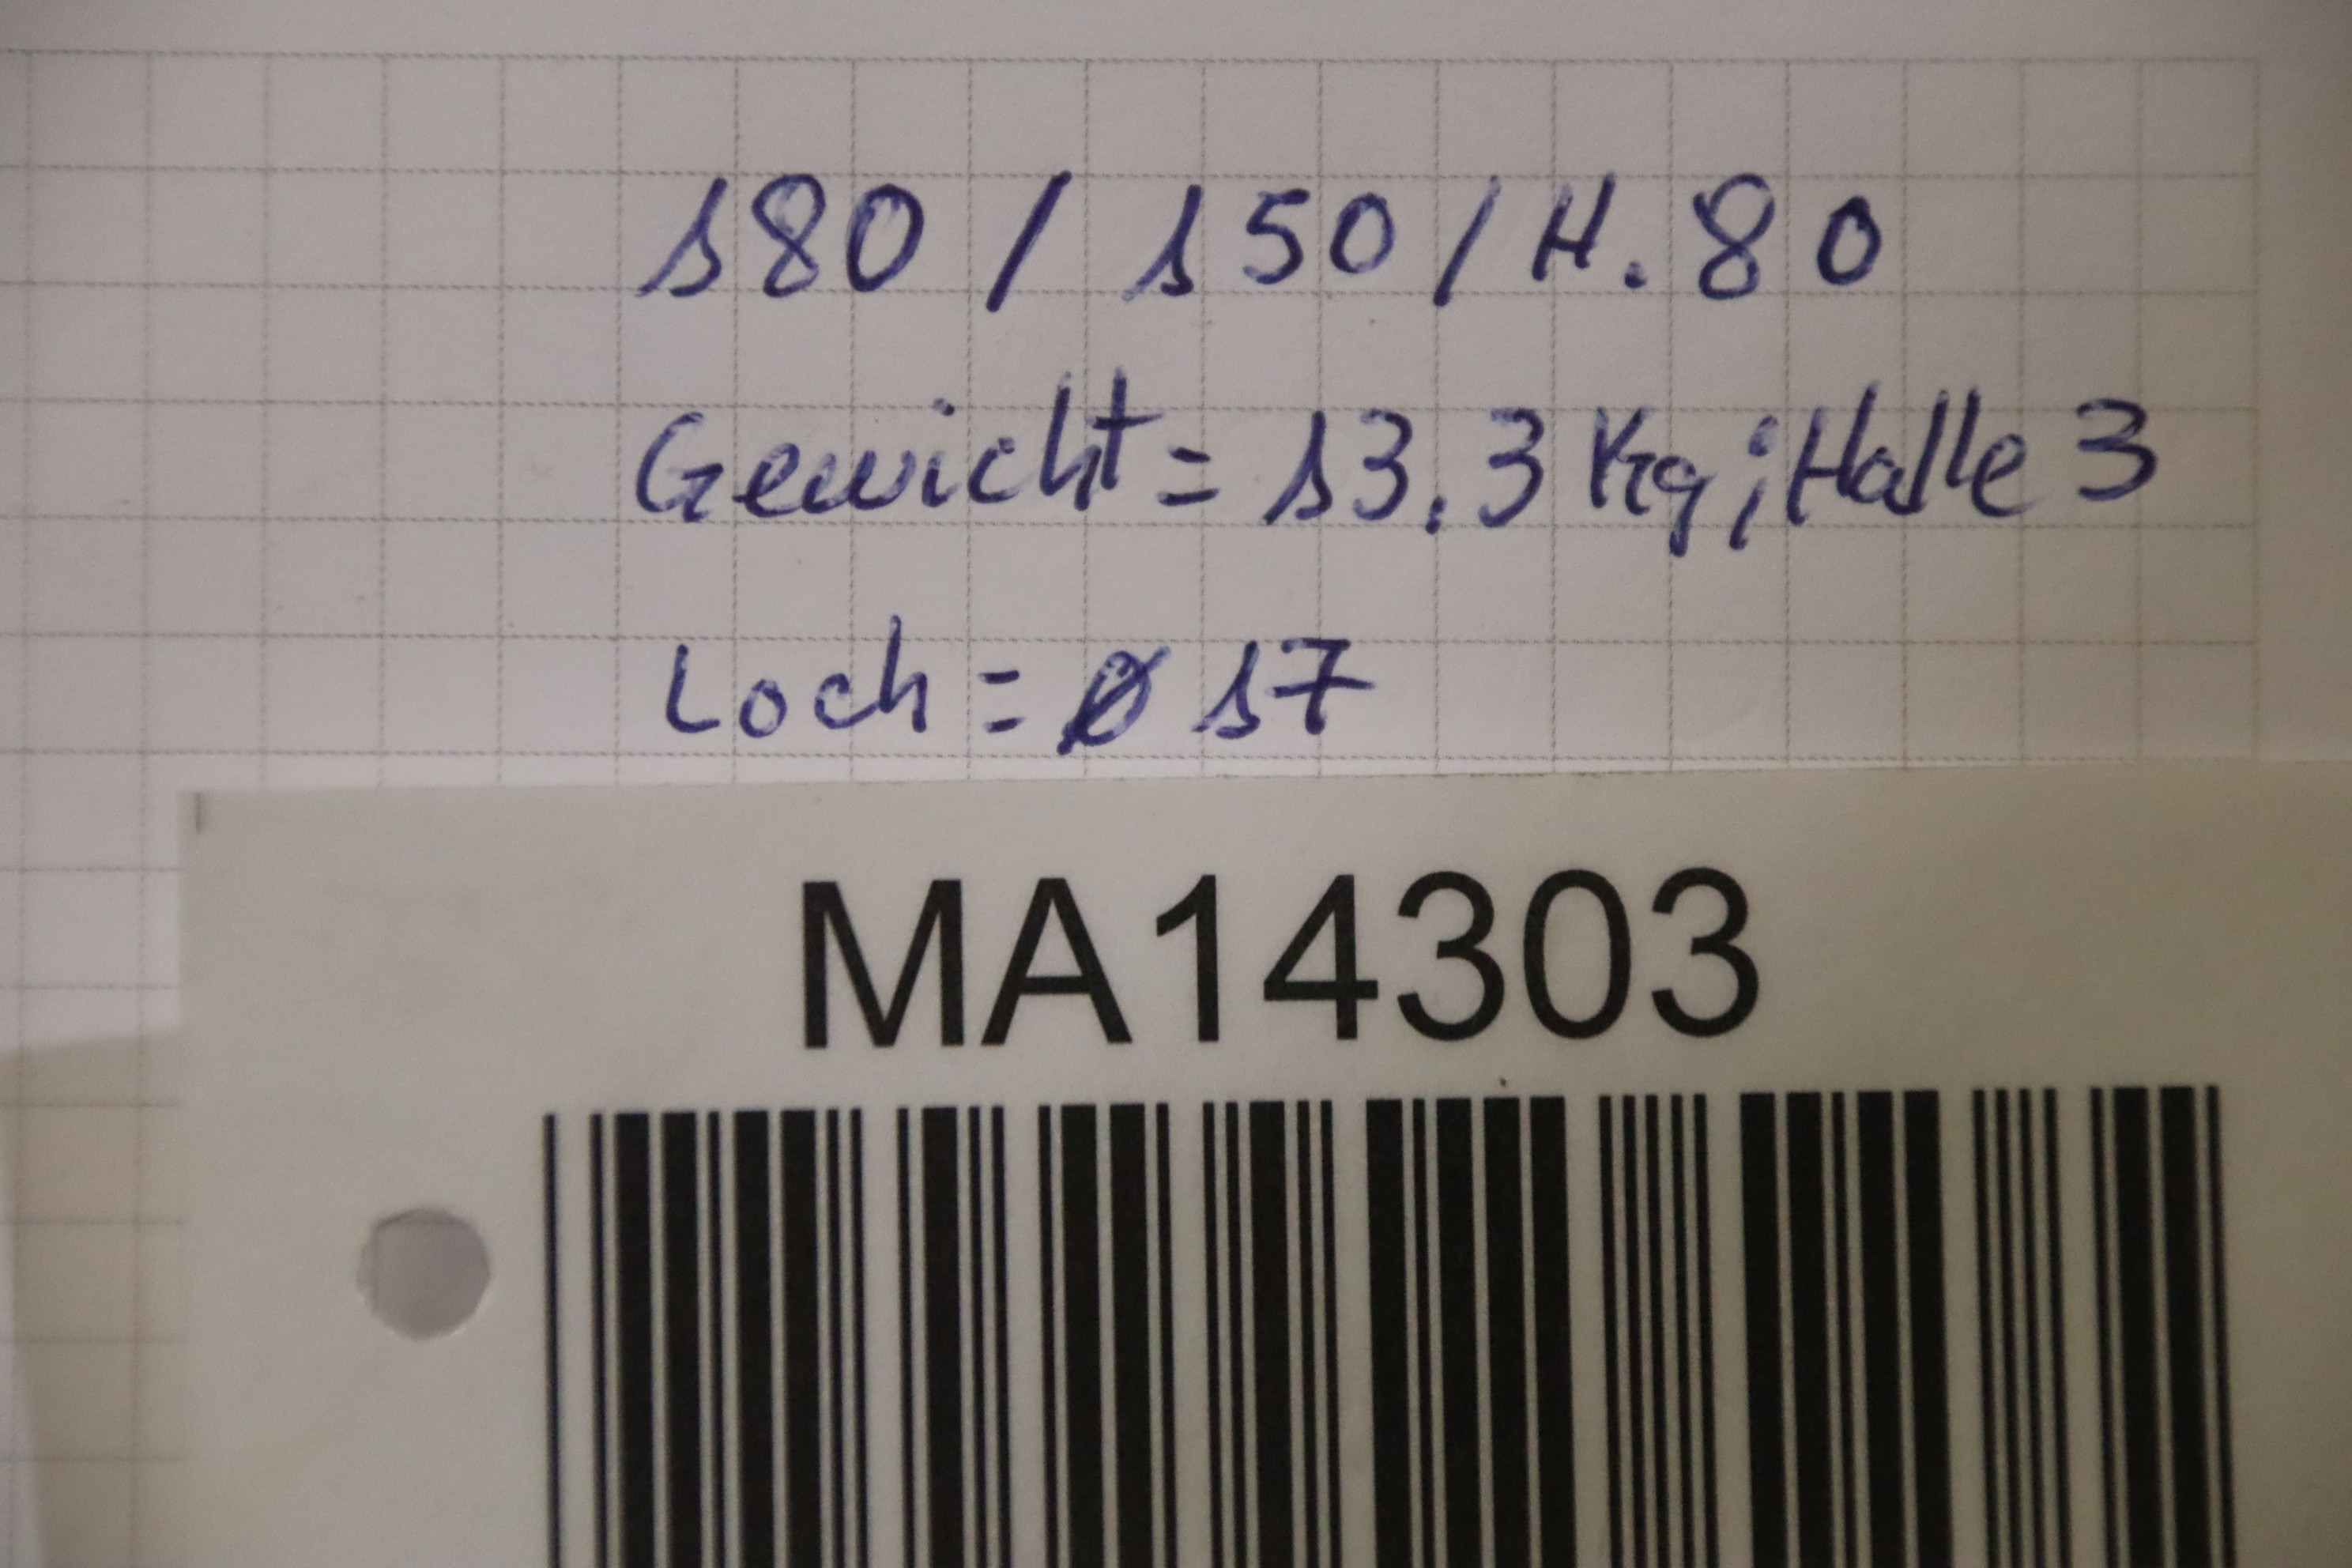 180 / 150 / H. 80
Gewicht = 13.3 Kg; Halle 3
Loch = Ø 17
MA14303